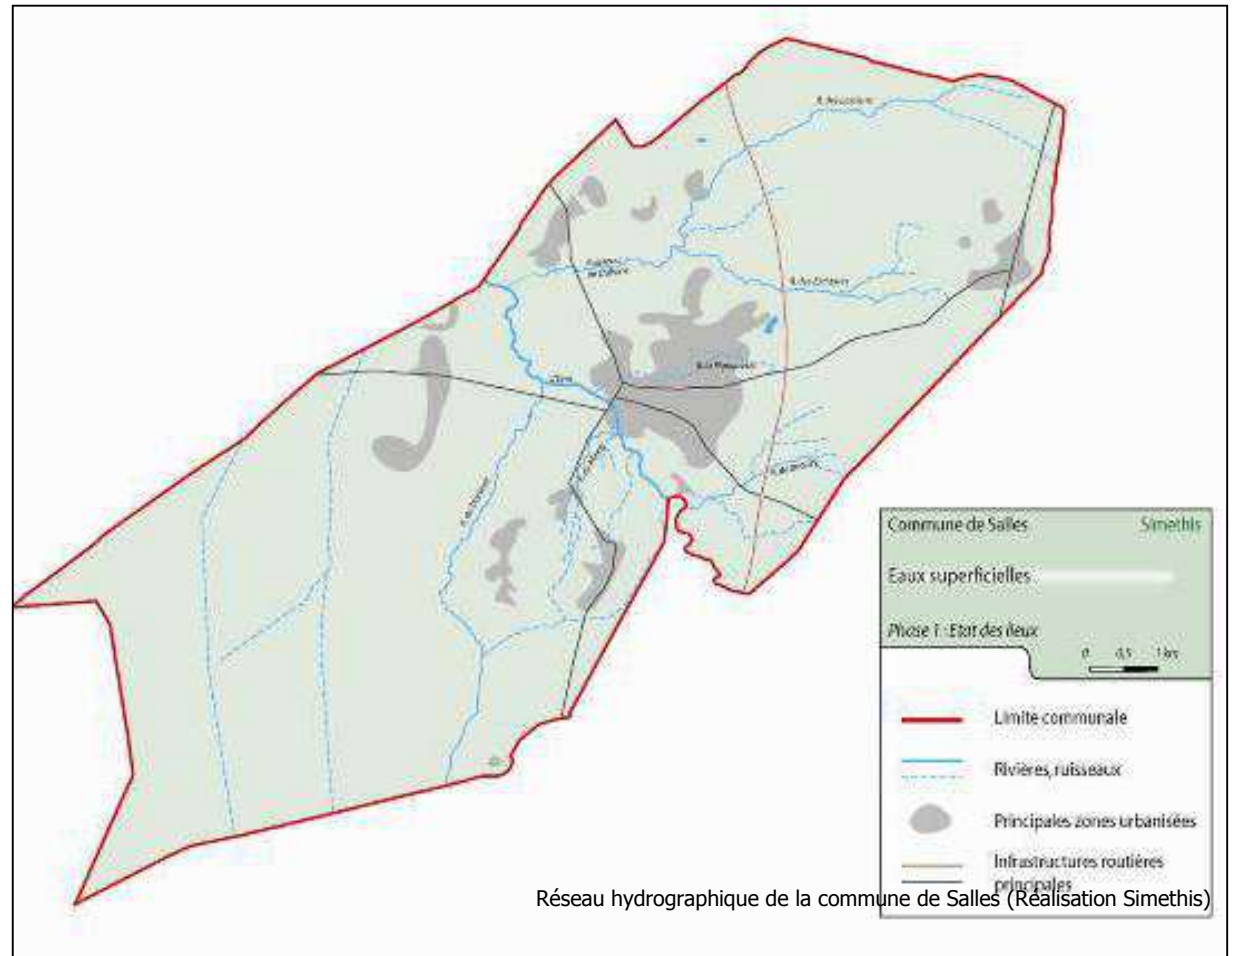 Commune de Salles
Simethis
Eaux superficielles
Phase 1 : Etat des lieux
0 0,5 1 km
Limite communale
Rivières, ruisseaux
Principales zones urbanisées
Infrastructures routières
principales
Réseau hydrographique de la commune de Salles (Réalisation Simethis)